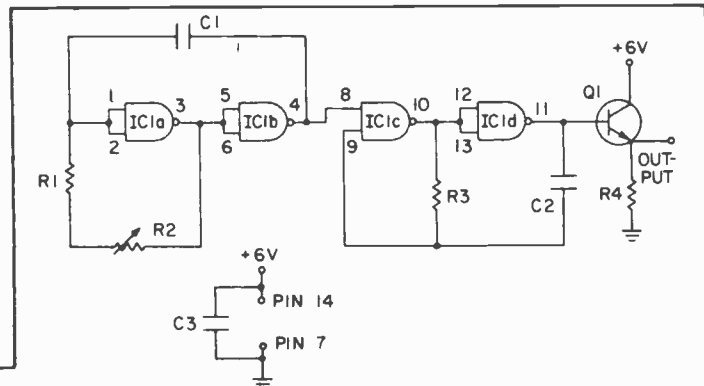 C1
+6V
Q1
1
2
IC1a
3
5
6
IC1b
4
8
9
IC1c
10
12
13
IC1d
11
OUT-
PUT
R1
R2
R3
C2
R4
+6V
C3
PIN 14
PIN 7